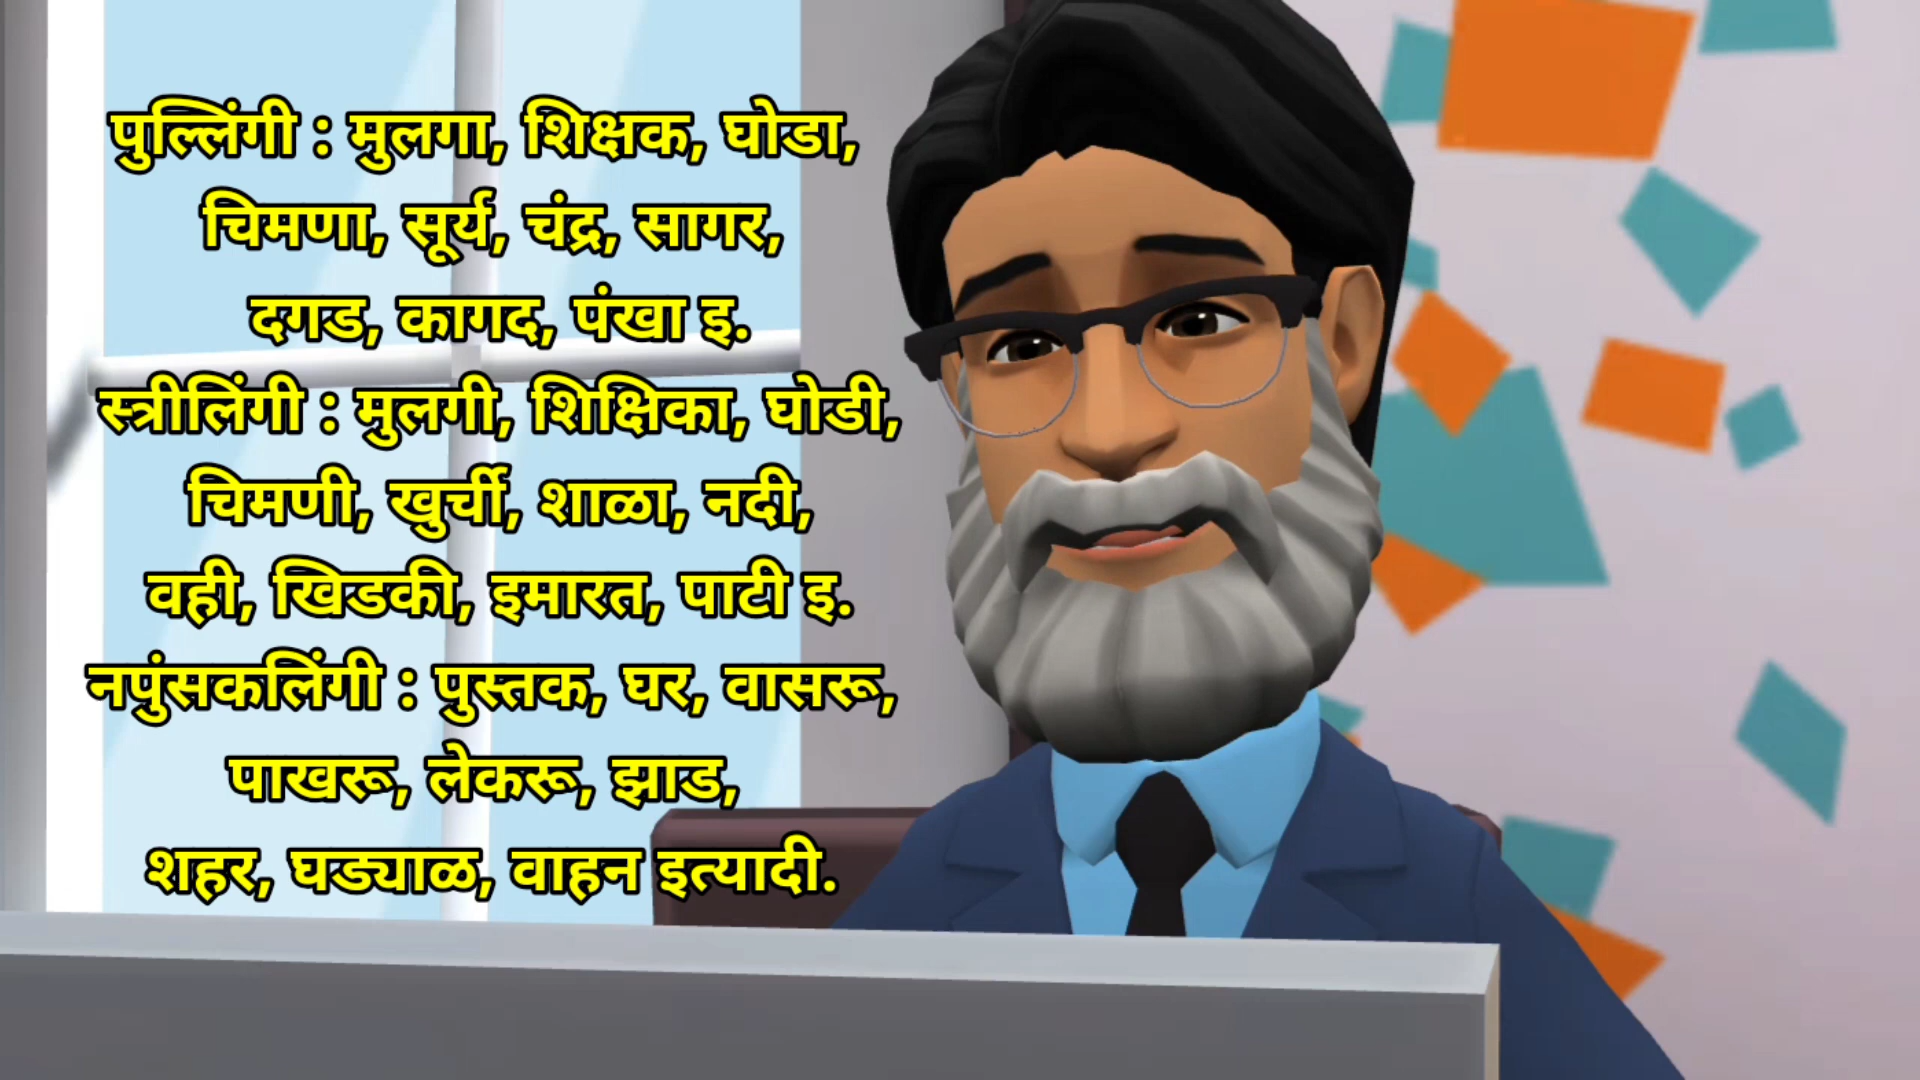 पुल्लिंगी : मुलगा, शिक्षक, घोडा,
चिमणा, सूर्य, चंद्र, सागर,
दगड, कागद, पंखा इ.
स्त्रीलिंगी : मुलगी, शिक्षिका, घोडी,
चिमणी, खुर्ची, शाळा, नदी,
वही, खिडकी, इमारत, पाटी इ.
नपुंसकलिंगी : पुस्तक, घर, वासरू,
पाखरू, लेकरू, झाड,
शहर, घड्याळ, वाहन इत्यादी.